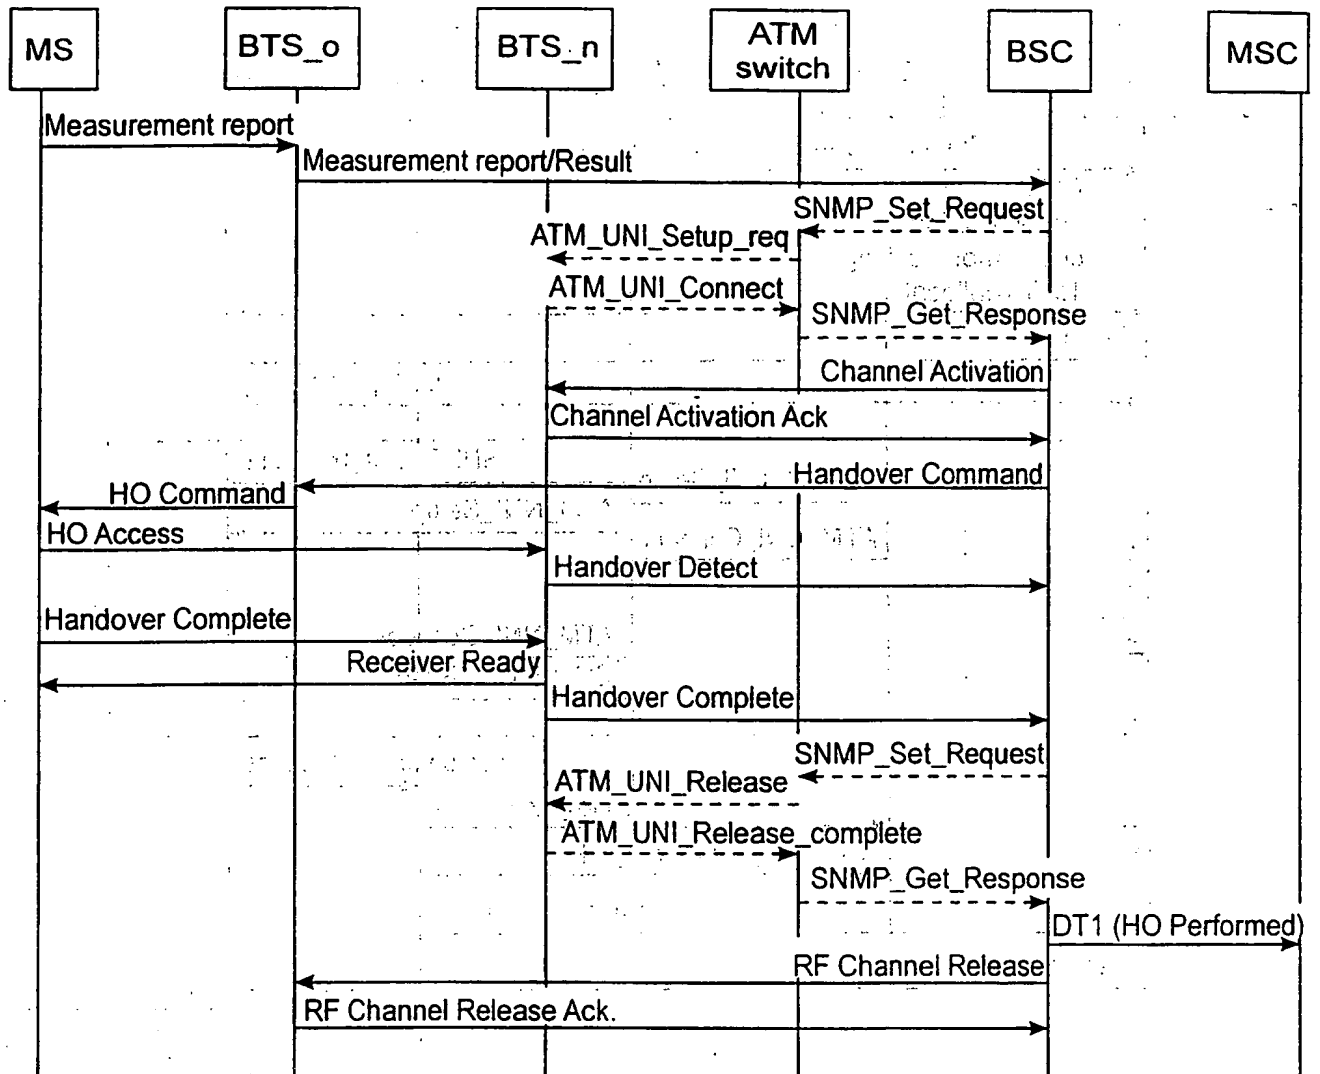 MS
BTS_o
BTS_n
ATM
switch
BSC
MSC
Measurement report
Measurement report/Result
SNMP_Set_Request
ATM_UNI_Setup_req
ATM_UNI_Connect
SNMP_Get_Response
Channel Activation
Channel Activation Ack
Handover Command
HO Command
HO Access
Handover Detect
Handover Complete
Receiver Ready
Handover Complete
SNMP_Set_Request
ATM_UNI_Release
ATM_UNI_Release_complete
SNMP_Get_Response
DT1 (HO Performed)
RF Channel Release
RF Channel Release Ack.